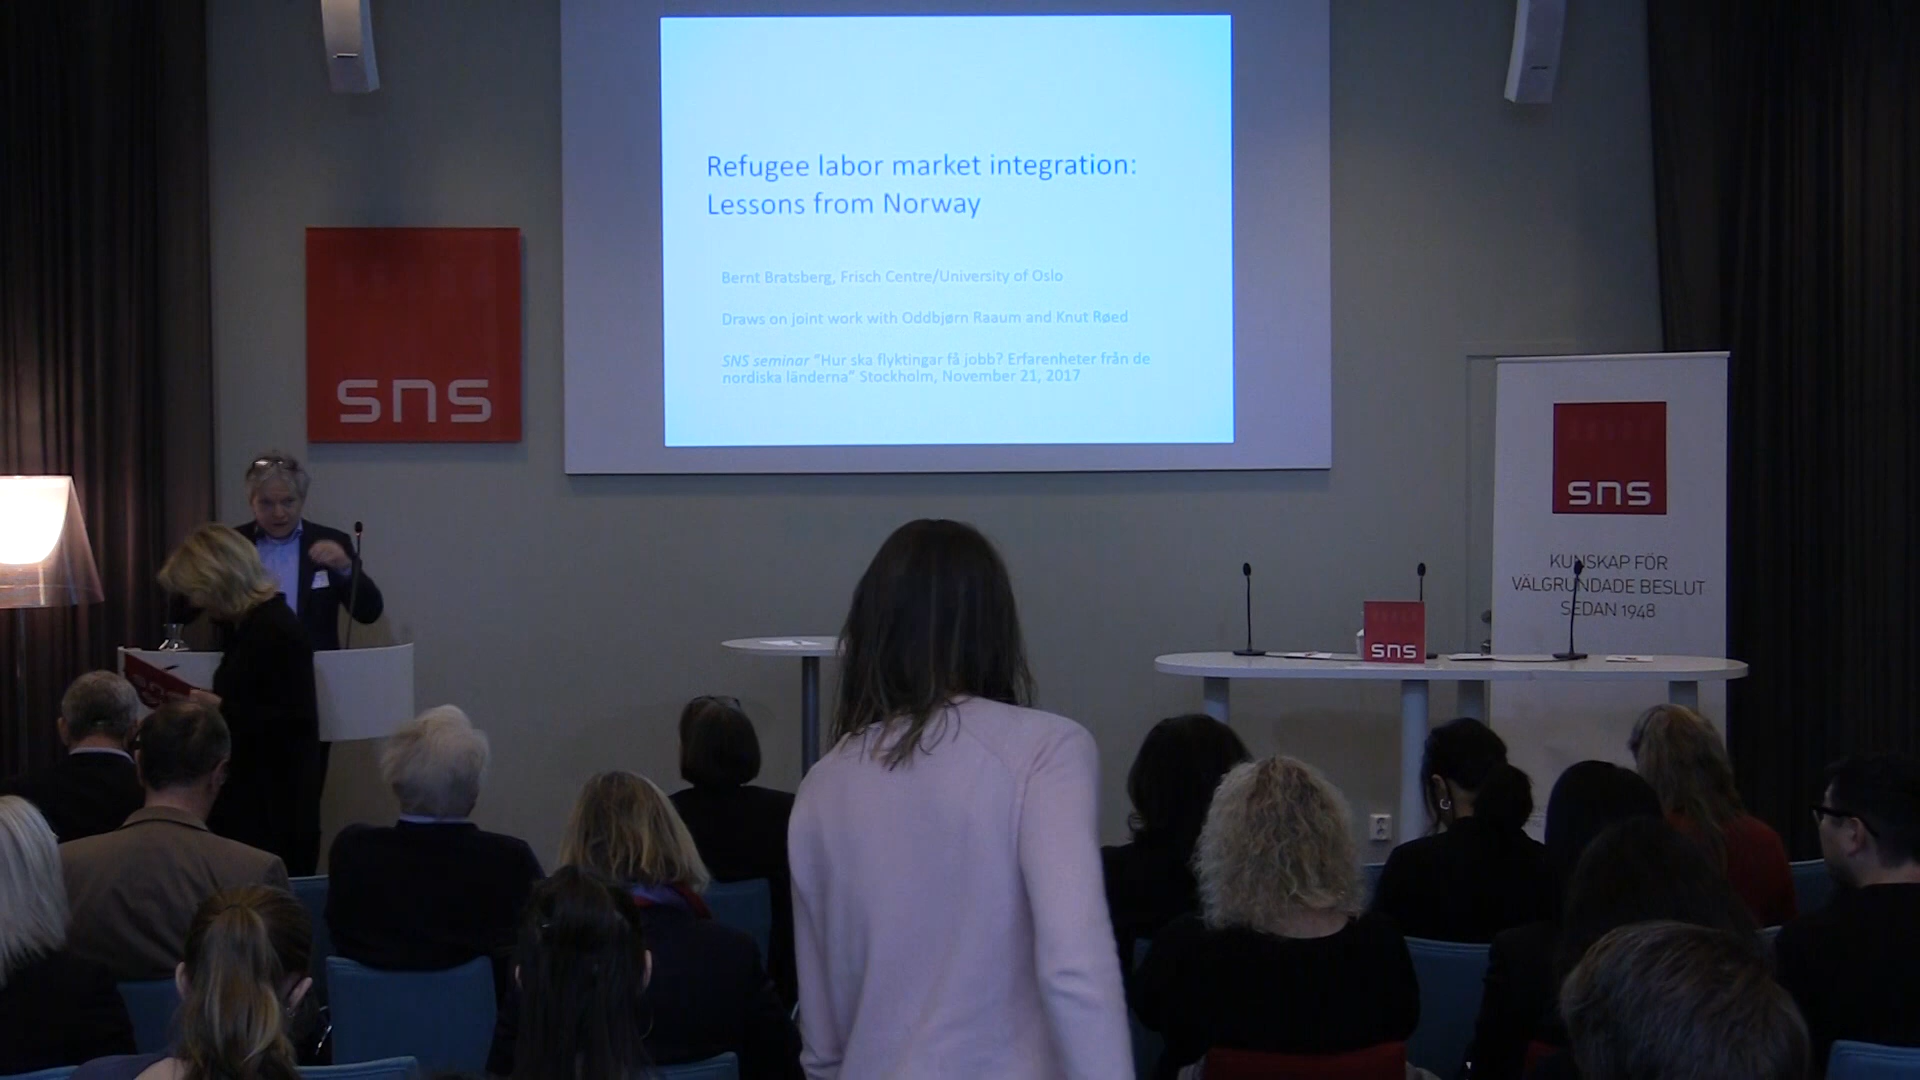 Refugee labor market integration:
Lessons from Norway
Bernt Bratsberg, Frisch Centre/University of Oslo
Draws on joint work with Oddbjørn Raaum and Knut Røed
SNS seminar "Hur ska flyktingar få jobb? Erfarenheter från de
nordiska länderna" Stockholm, November 21, 2017
sns
sns
KUNSKAP FÖR
VÄLGRUNDADE BESLUT
SEDAN 1948
sns
sns